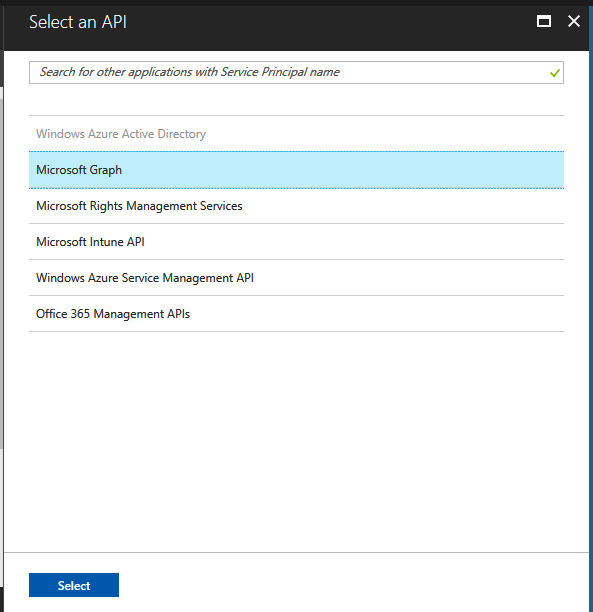 Select an API
Search for other applications with Service Principal name
Windows Azure Active Directory
Microsoft Graph
Microsoft Rights Management Services
Microsoft Intune API
Windows Azure Service Management API
Office 365 Management APIs
Select